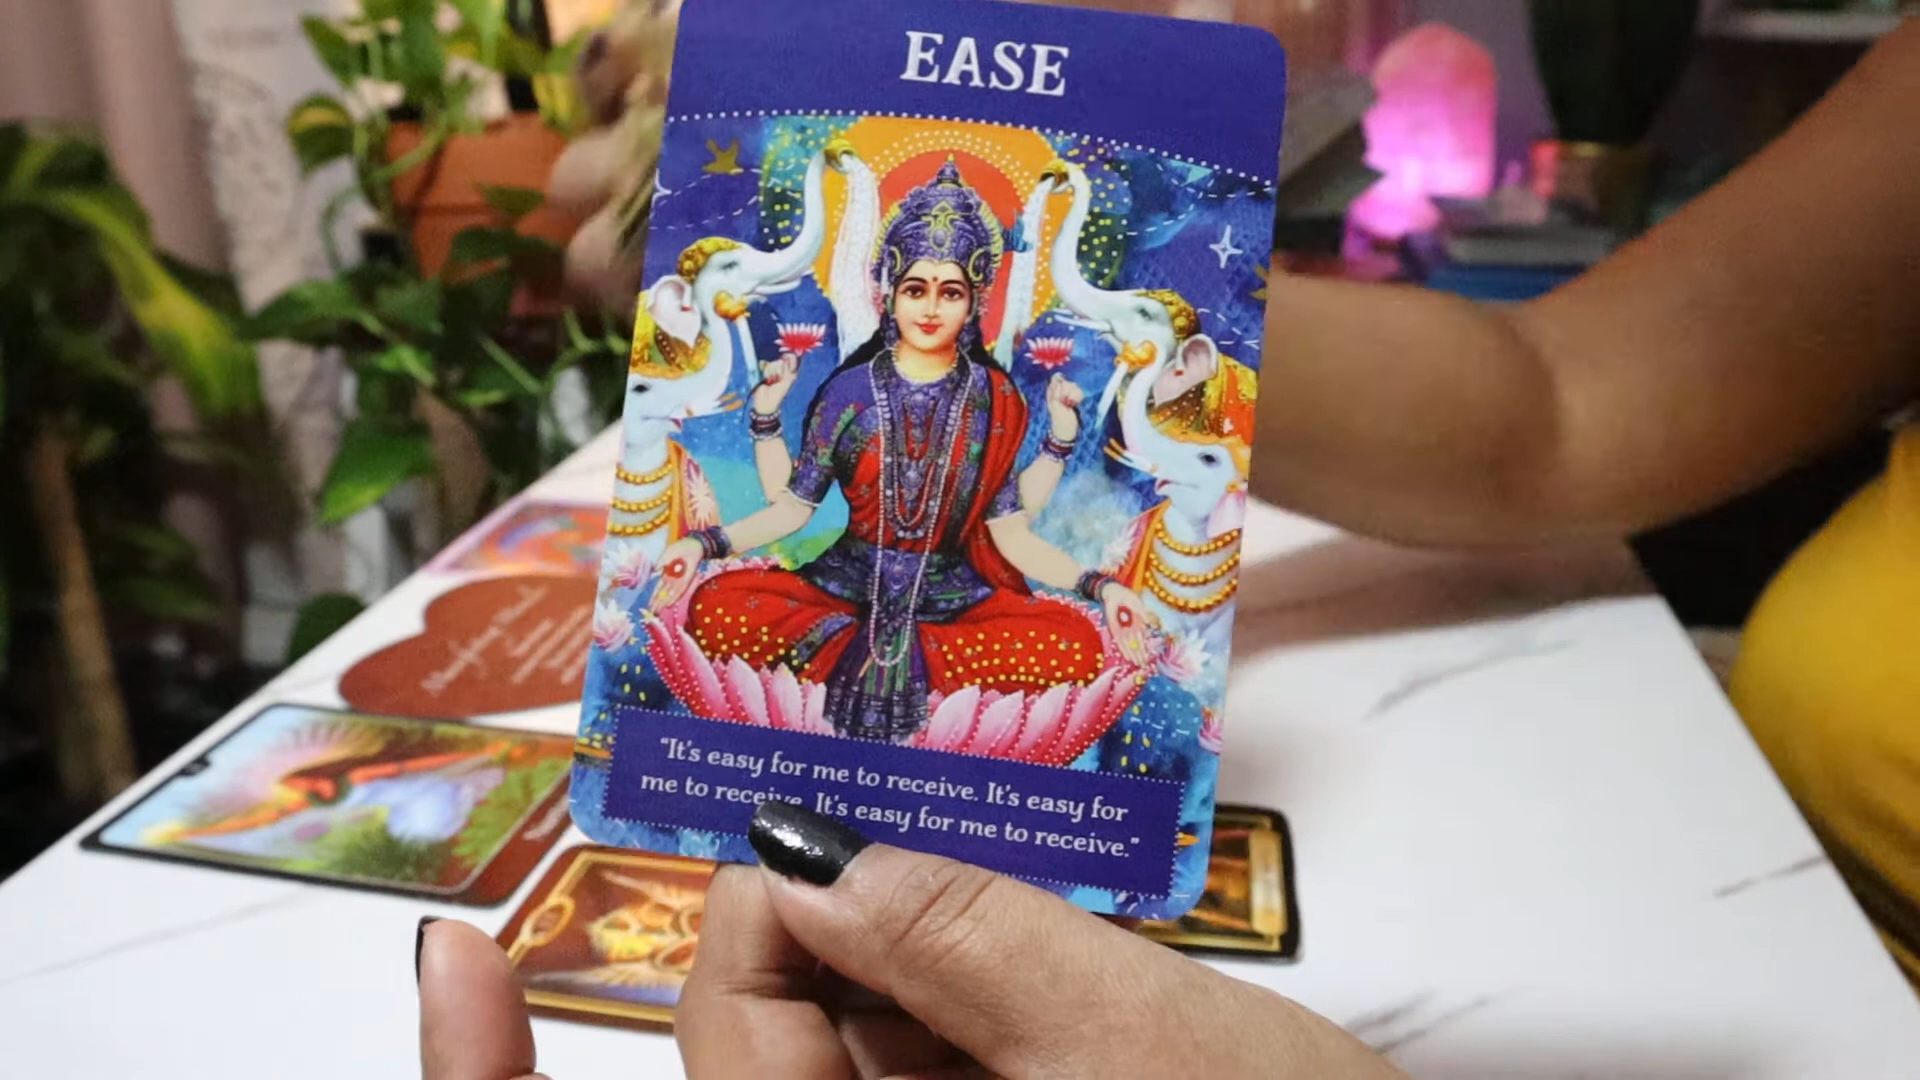 EASE
“It's easy for me to receive. It's easy for
me to receive. It's easy for me to receive.”